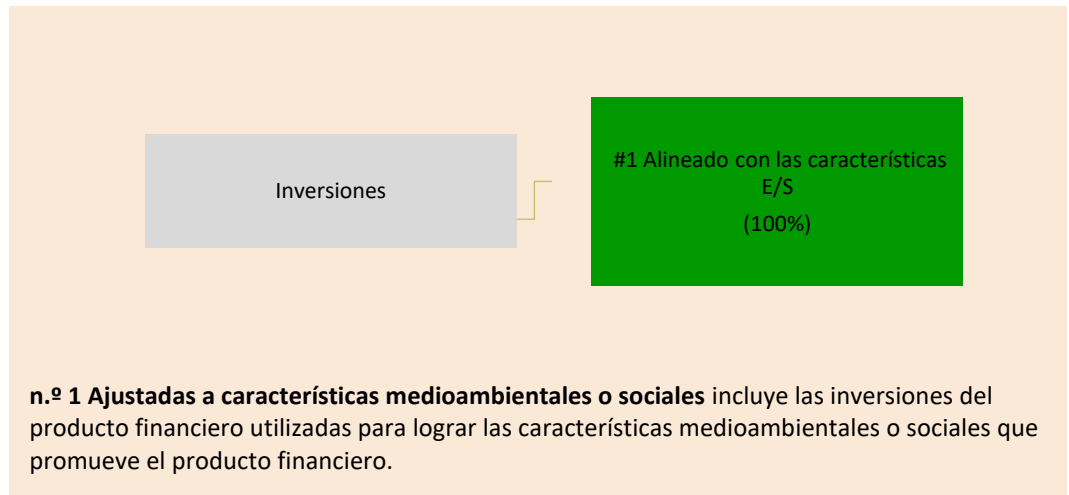 Inversiones
#1 Alineado con las características
E/S
(100%)
n.º 1 Ajustadas a características medioambientales o sociales incluye las inversiones del
producto financiero utilizadas para lograr las características medioambientales o sociales que
promueve el producto financiero.